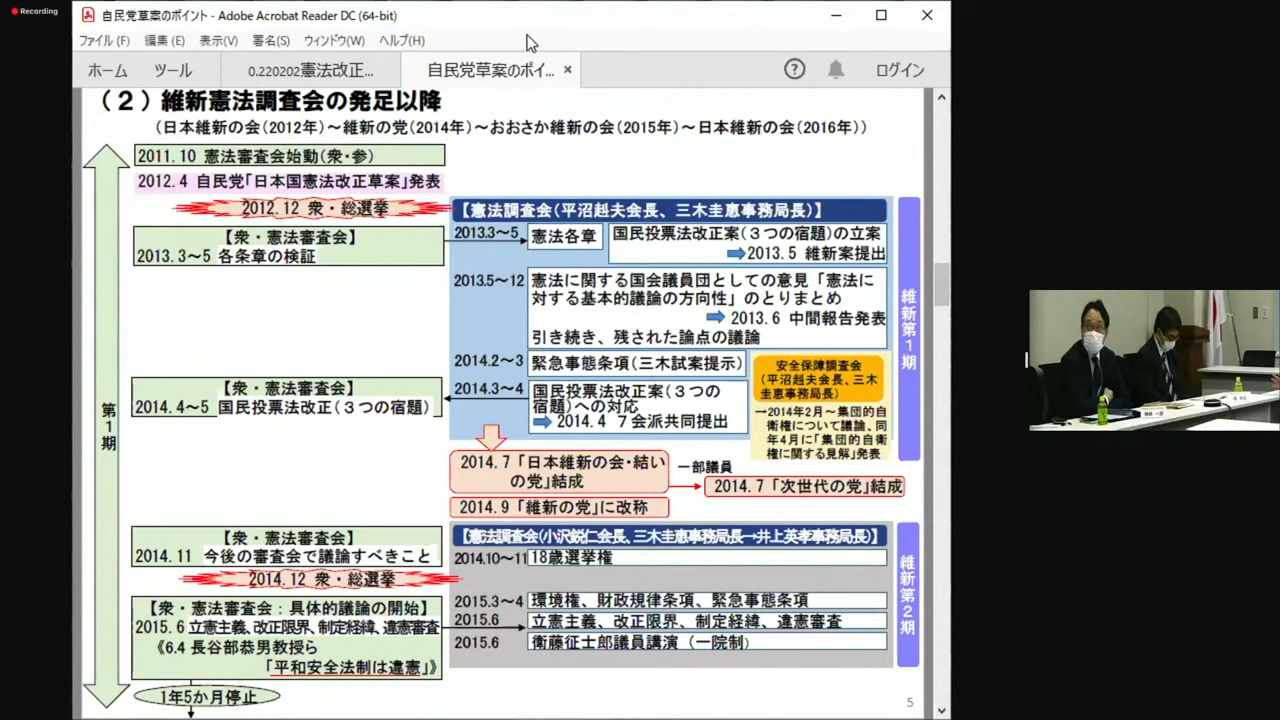 Recording
自民党草案のポイント - Adobe Acrobat Reader DC (64-bit)
ファイル(F) 編集(E) 表示(V) 署名(S) ウィンドウ(W) ヘルプ(H)
ホーム ツール 0.220202憲法改正... 自民党草案のポイ... × ? ログイン
（２）維新憲法調査会の発足以降
（日本維新の会（2012年）～維新の党（2014年）～おおさか維新の会（2015年）～日本維新の会（2016年））
第１期
2011.10 憲法審査会始動（衆・参）
2012.4 自民党「日本国憲法改正草案」発表
2012.12 衆・総選挙
【衆・憲法審査会】
2013.3～5 各条章の検証
【憲法調査会（平沼赳夫会長、三木圭恵事務局長）】
2013.3～5
憲法各章
国民投票法改正案（３つの宿題）の立案
2013.5 維新案提出
2013.5～12
憲法に関する国会議員団としての意見「憲法に
対する基本的議論の方向性」のとりまとめ
2013.6 中間報告発表
引き続き、残された論点の議論
2014.2～3
緊急事態条項（三木試案提示）
2014.3～4
国民投票法改正案（３つの
宿題）への対応
2014.4 ７会派共同提出
安全保障調査会
（平沼赳夫会長、三木
圭恵事務局長）
→2014年2月～集団的自
衛権について議論、同
年4月に「集団的自衛
権に関する見解」発表
維新第１期
【衆・憲法審査会】
2014.4～5 国民投票法改正（３つの宿題）
2014.7「日本維新の会・結い
の党」結成
一部議員
2014.7「次世代の党」結成
2014.9「維新の党」に改称
【衆・憲法審査会】
2014.11 今後の審査会で議論すべきこと
2014.12 衆・総選挙
【衆・憲法審査会：具体的議論の開始】
2015.6 立憲主義、改正限界、制定経緯、違憲審査
《6.4 長谷部恭男教授ら
「平和安全法制は違憲」》
1年5か月停止
【憲法調査会（小沢鋭仁会長、三木圭恵事務局長→井上英孝事務局長）】
2014.10～11 18歳選挙権
2015.3～4 環境権、財政規律条項、緊急事態条項
2015.6 立憲主義、改正限界、制定経緯、違憲審査
2015.6 衛藤征士郎議員講演（一院制）
維新第２期
5